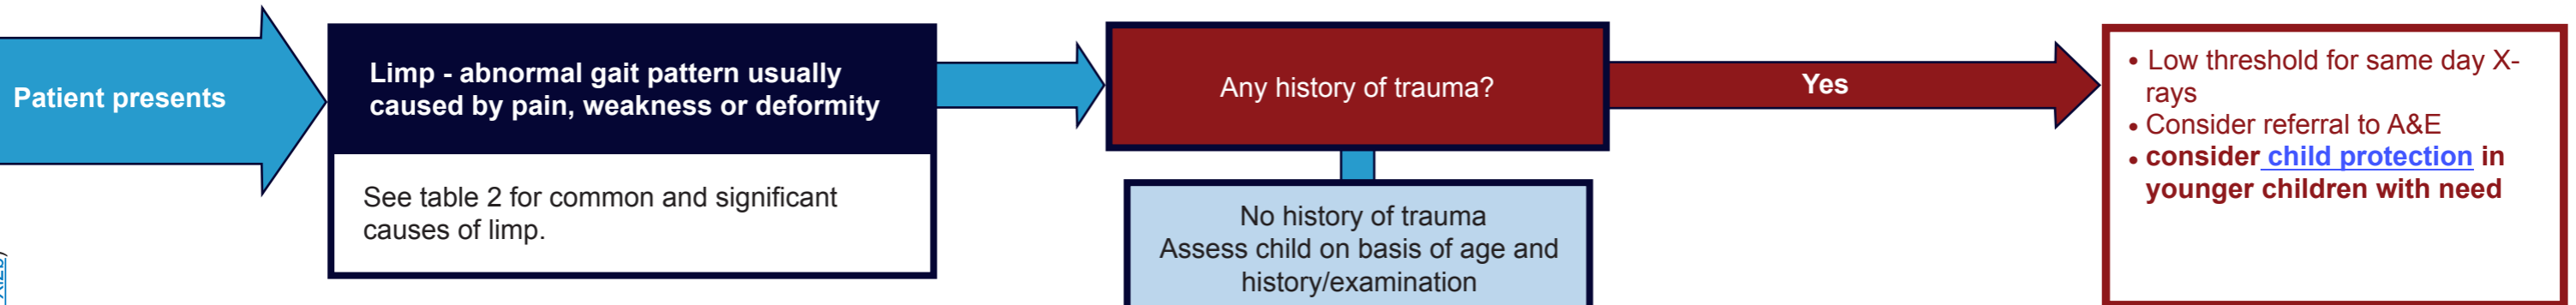 Patient presents
Limp - abnormal gait pattern usually
caused by pain, weakness or deformity
See table 2 for common and significant
causes of limp.
Any history of trauma?
Yes
No history of trauma
Assess child on basis of age and
history/examination
• Low threshold for same day X-
rays
• Consider referral to A&E
• consider child protection in
younger children with need